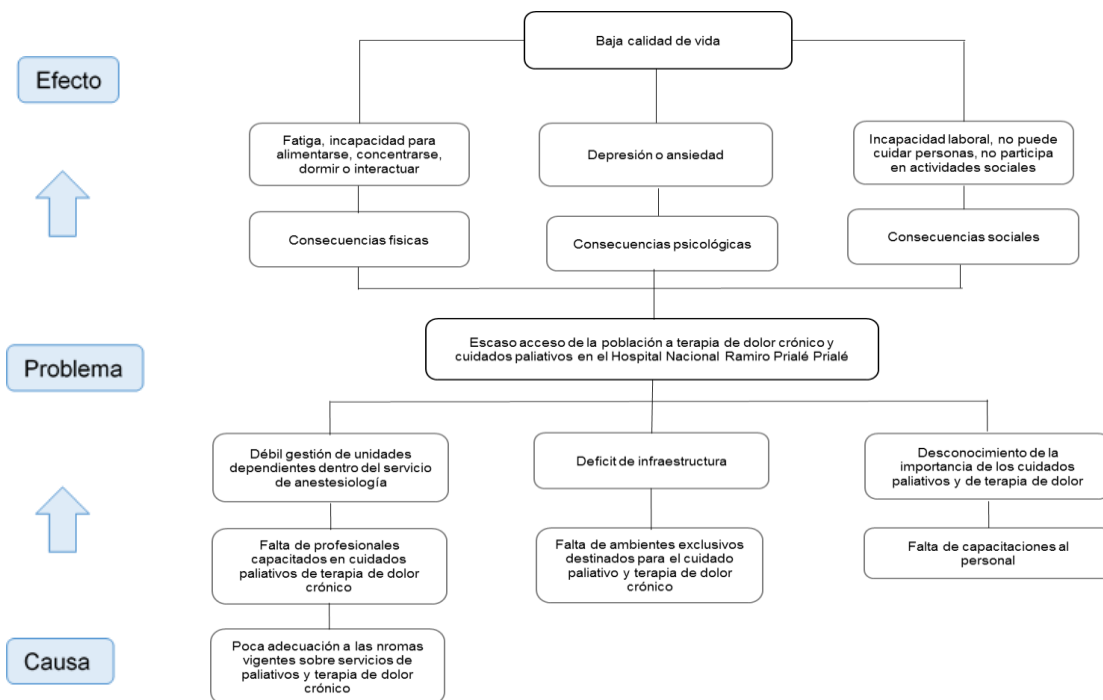 Baja calidad de vida
Efecto
Fatiga, incapacidad para
alimentarse, concentrarse,
dormir o interactuar
Depresión o ansiedad
Incapacidad laboral, no puede
cuidar personas, no participa
en actividades sociales
Consecuencias fisicas
Consecuencias psicológicas
Consecuencias sociales
Problema
Escaso acceso de la población a terapia de dolor crónico y
cuidados paliativos en el Hospital Nacional Ramiro Prialé Prialé
Débil gestión de unidades
dependientes dentro del servicio
de anestesiología
Deficit de infraestructura
Desconocimiento de la
importancia de los cuidados
paliativos y de terapia de dolor
Falta de profesionales
capacitados en cuidados
paliativos de terapia de dolor
crónico
Falta de ambientes exclusivos
destinados para el cuidado
paliativo y terapia de dolor
crónico
Falta de capacitaciones al
personal
Causa
Poca adecuación a las nromas
vigentes sobre servicios de
paliativos y terapia de dolor
crónico